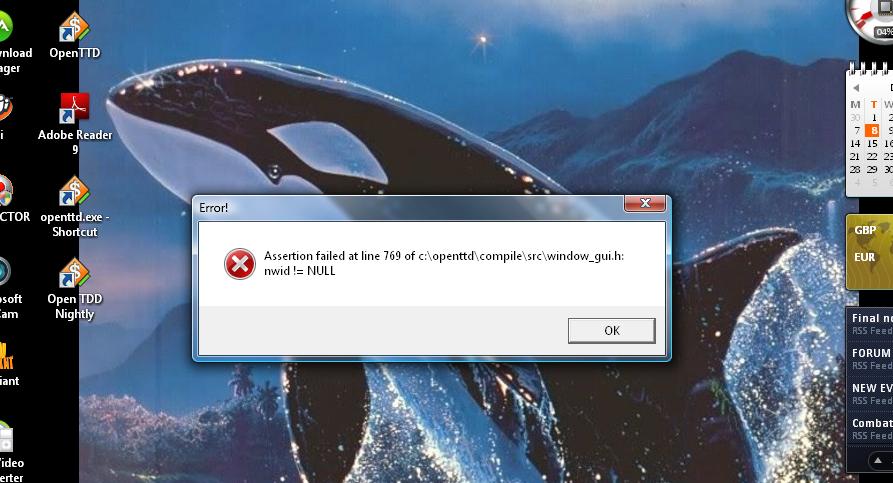 wnload
ager
OpenTTD
04%
i
Adobe Reader
9
M T W
30 1 2
7 8 9
14 15 16
21 22 23
28 29 30
4 5
CTOR
openttd.exe -
Shortcut
Error!
Assertion failed at line 769 of c:\openttd\compile\src\window_gui.h:
nwid != NULL
OK
GBP
EUR
osoft
Cam
Open TDD
Nightly
Final no
RSS Feed
FORUM
RSS Feed
NEW EV
RSS Feed
Combat
RSS Feed
iant
Video
erter